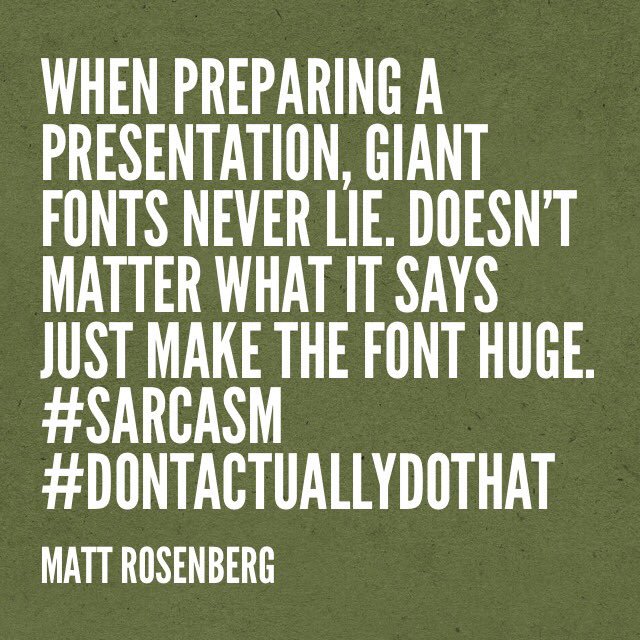 WHEN PREPARING A
PRESENTATION, GIANT
FONTS NEVER LIE. DOESN'T
MATTER WHAT IT SAYS
JUST MAKE THE FONT HUGE.
#SARCASM
#DONTACTUALLYDOTHAT
MATT ROSENBERG